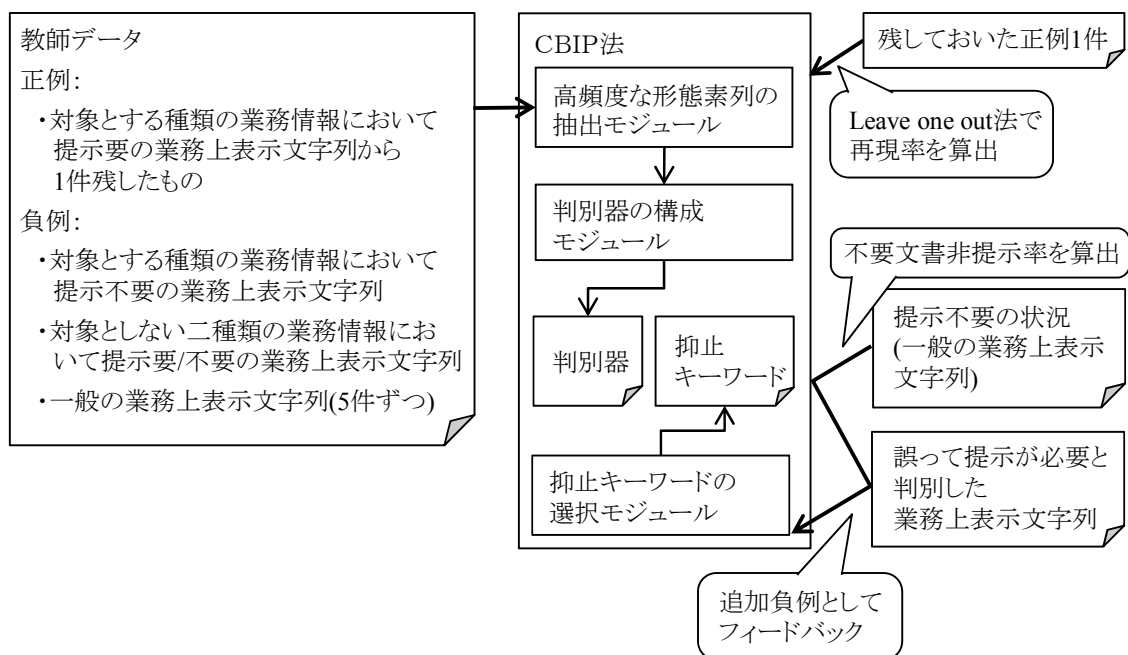 教師データ
正例:
・対象とする種類の業務情報において
提示要の業務上表示文字列から
1件残したもの
負例:
・対象とする種類の業務情報において
提示不要の業務上表示文字列
・対象としない二種類の業務情報にお
いて提示要/不要の業務上表示文字列
・一般の業務上表示文字列(5件ずつ)
CBIP法
高頻度な形態素列の
抽出モジュール
判別器の構成
モジュール
判別器
抑止
キーワード
抑止キーワードの
選択モジュール
残しておいた正例1件
Leave one out法で
再現率を算出
不要文書非提示率を算出
提示不要の状況
(一般の業務上表示
文字列)
誤って提示が必要と
判別した
業務上表示文字列
追加負例として
フィードバック